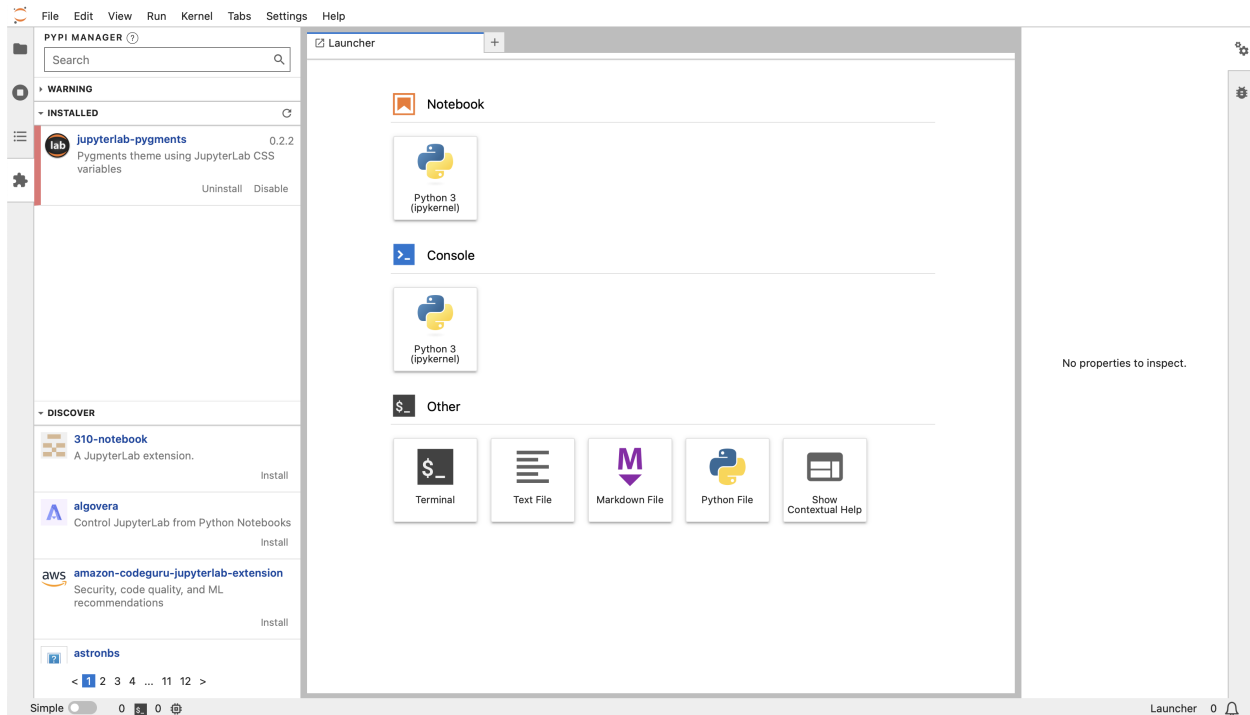 File Edit View Run Kernel Tabs Settings Help
PYPI MANAGER ?
Search
WARNING
INSTALLED
lab
jupyterlab-pygments 0.2.2
Pygments theme using JupyterLab CSS
variables
Uninstall Disable
DISCOVER
310-notebook
A JupyterLab extension.
Install
algovera
Control JupyterLab from Python Notebooks
Install
aws
amazon-codeguru-jupyterlab-extension
Security, code quality, and ML
recommendations
Install
?
astronbs
< 1 2 3 4 ... 11 12 >
Launcher +
Notebook
Python 3
(ipykernel)
>_ Console
Python 3
(ipykernel)
$_ Other
$_
Terminal
Text File
M
Markdown File
Python File
Show
Contextual Help
No properties to inspect.
Simple 0 $_ 0
Launcher 0